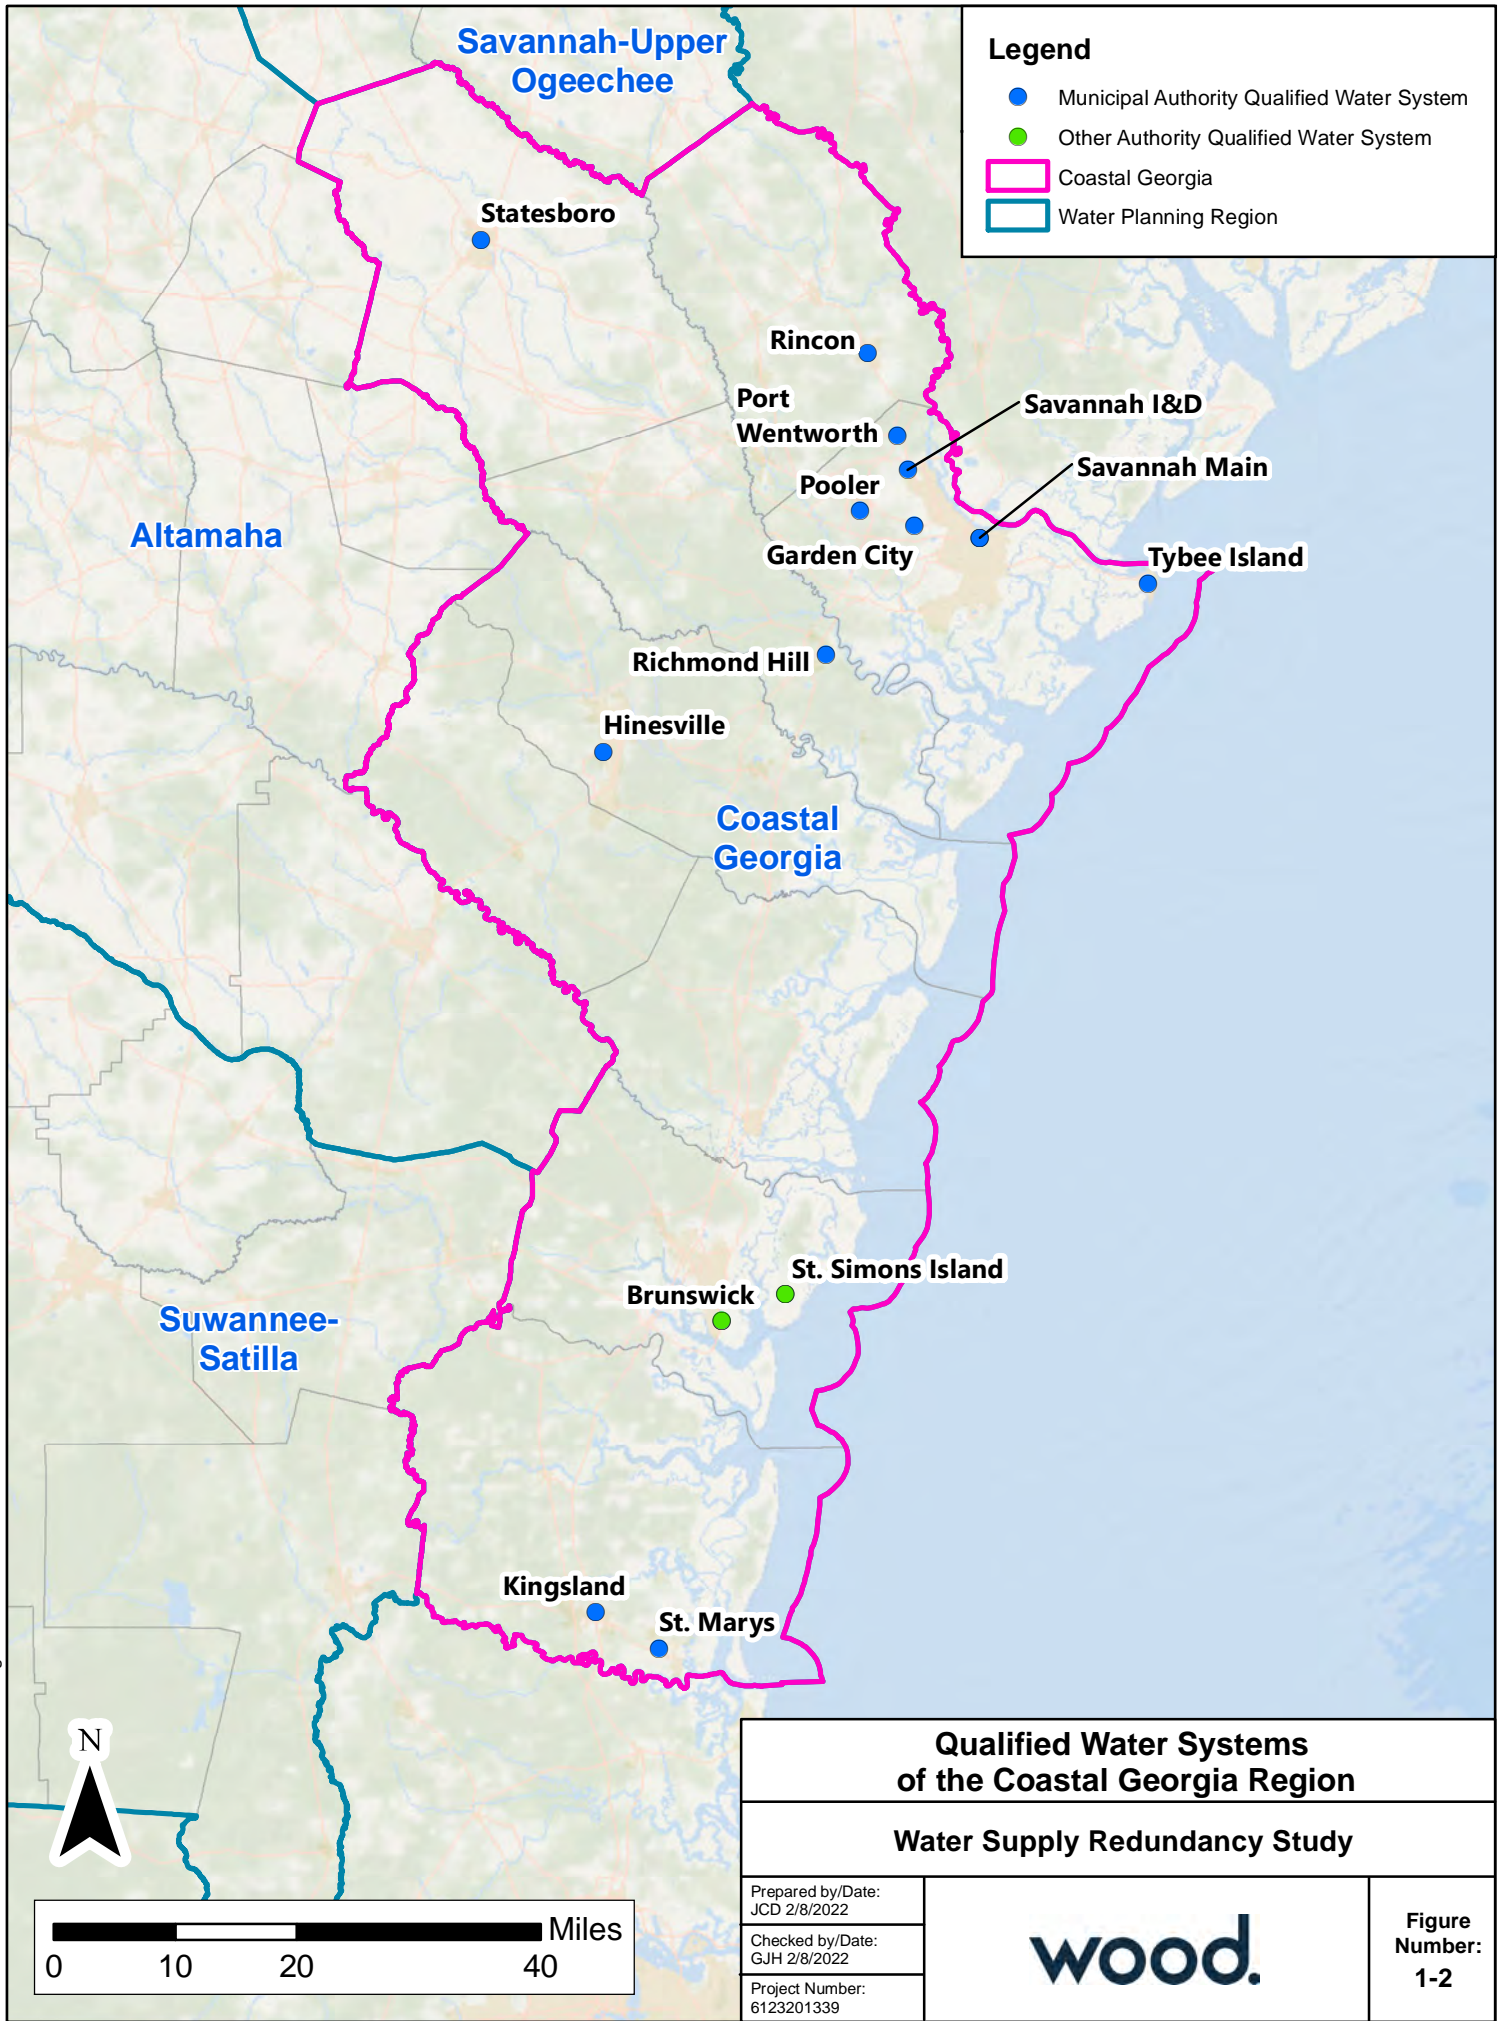 Savannah-Upper
Ogeechee
Legend
Municipal Authority Qualified Water System
Other Authority Qualified Water System
Coastal Georgia
Water Planning Region
Statesboro
Rincon
Port
Wentworth
Savannah I&D
Savannah Main
Pooler
Garden City
Altamaha
Tybee Island
Richmond Hill
Hinesville
Coastal
Georgia
St. Simons Island
Brunswick
Suwannee-
Satilla
Kingsland
St. Marys
N
Miles
0 10 20 40
Qualified Water Systems
of the Coastal Georgia Region
Water Supply Redundancy Study
Prepared by/Date:
JCD 2/8/2022
Checked by/Date:
GJH 2/8/2022
Project Number:
6123201339
wood.
Figure
Number:
1-2